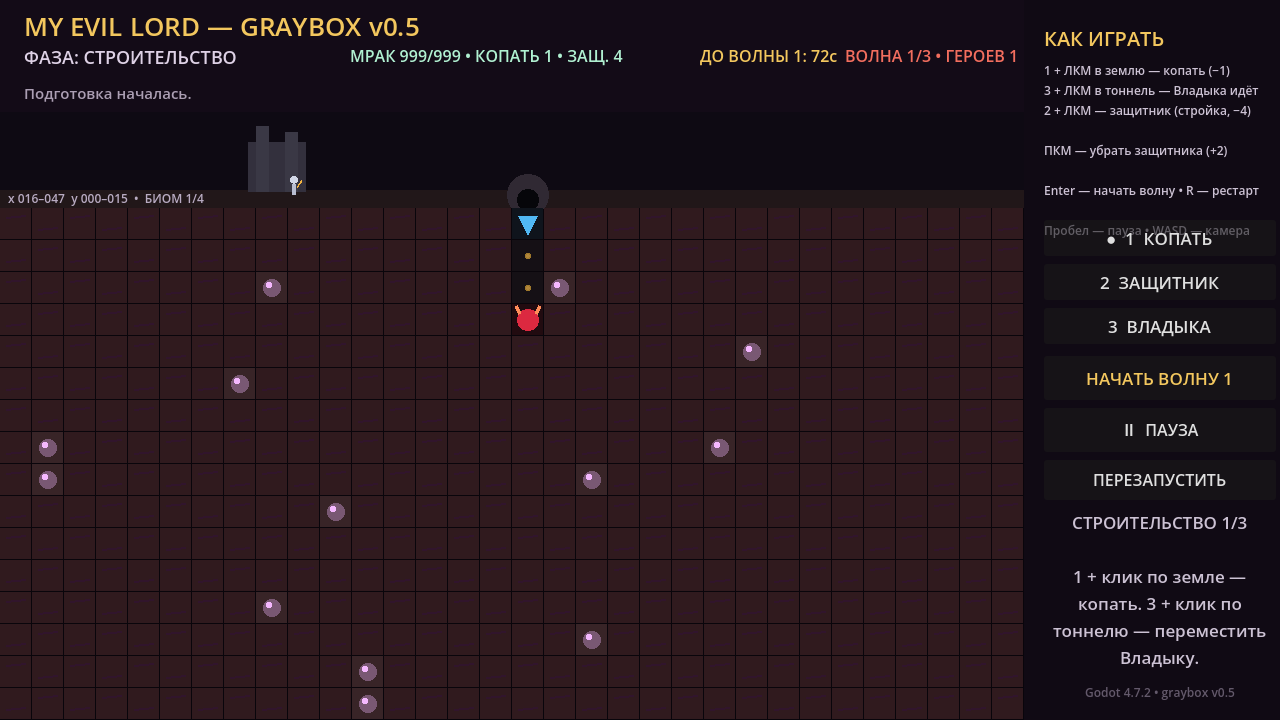 MY EVIL LORD — GRAYBOX v0.5
ФАЗА: СТРОИТЕЛЬСТВО
МРАК 999/999 • КОПАТЬ 1 • ЗАЩ. 4
ДО ВОЛНЫ 1: 72с
ВОЛНА 1/3 • ГЕРОЕВ 1
Подготовка началась.
x 016–047 y 000–015 • БИОМ 1/4
КАК ИГРАТЬ
1 + ЛКМ в землю — копать (−1)
3 + ЛКМ в тоннель — Владыка идёт
2 + ЛКМ — защитник (стройка, −4)
ПКМ — убрать защитника (+2)
Enter — начать волну • R — рестарт
Пробел — пауза • WASD — камера
● 1 КОПАТЬ
2 ЗАЩИТНИК
3 ВЛАДЫКА
НАЧАТЬ ВОЛНУ 1
II ПАУЗА
ПЕРЕЗАПУСТИТЬ
СТРОИТЕЛЬСТВО 1/3
1 + клик по земле —
копать. 3 + клик по
тоннелю — переместить
Владыку.
Godot 4.7.2 • graybox v0.5